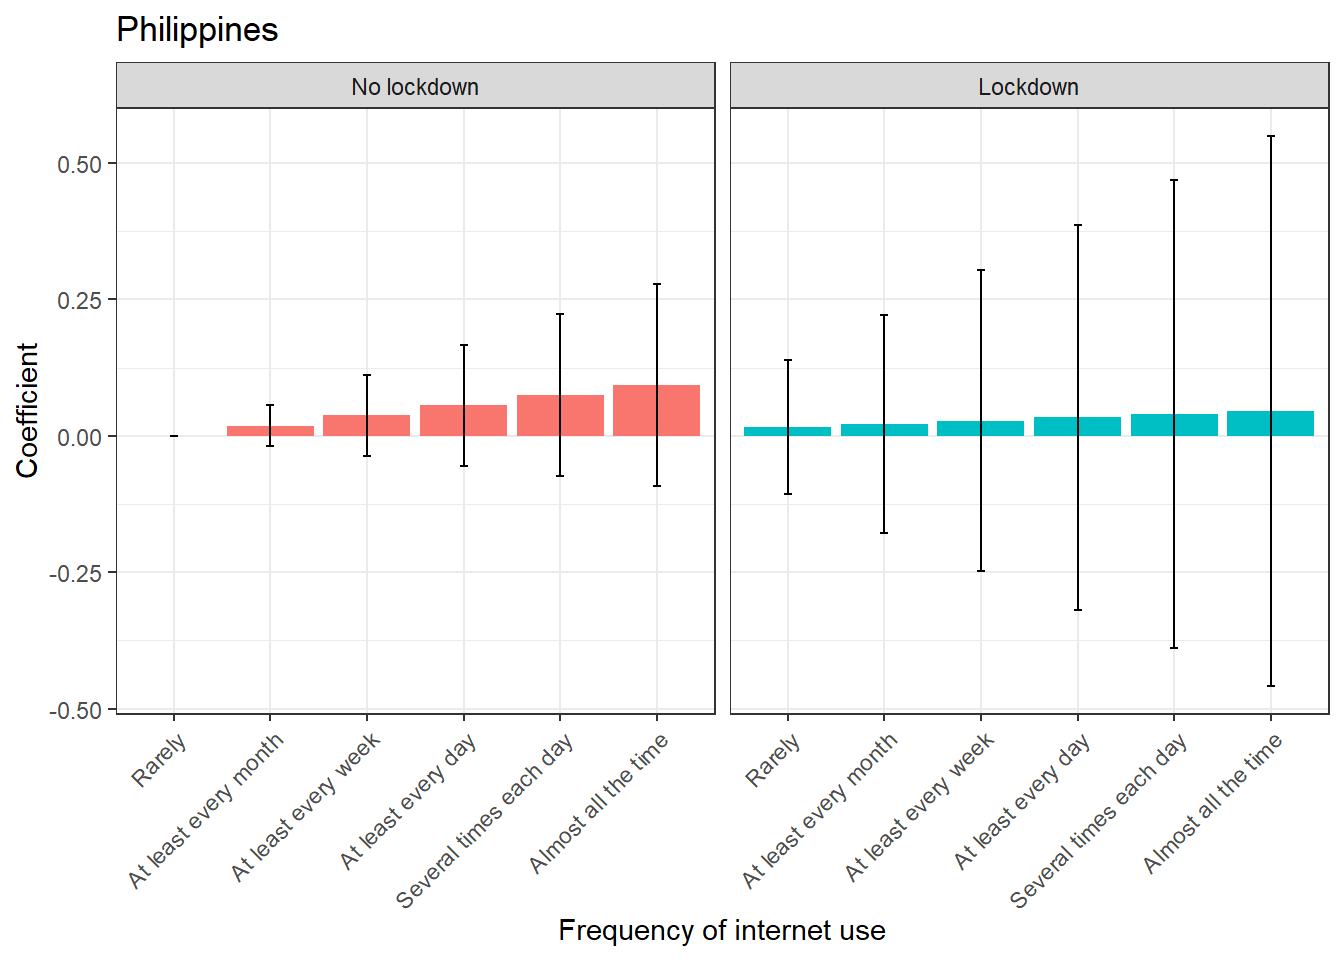 Philippines
No lockdown
Lockdown
Coefficient
0.50
0.25
0.00
-0.25
-0.50
Rarely
At least every month
At least every week
At least every day
Several times each day
Almost all the time
Rarely
At least every month
At least every week
At least every day
Several times each day
Almost all the time
Frequency of internet use